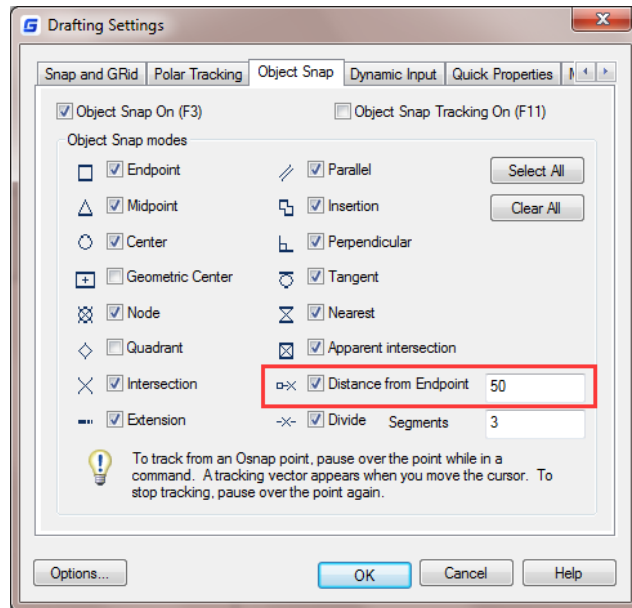 Drafting Settings
Snap and GRid Polar Tracking Object Snap Dynamic Input Quick Properties
Object Snap On (F3) Object Snap Tracking On (F11)
Object Snap modes
Endpoint Parallel Select All
Midpoint Insertion Clear All
Center Perpendicular
Geometric Center Tangent
Node Nearest
Quadrant Apparent intersection
Intersection Distance from Endpoint 50
Extension Divide Segments 3
To track from an Osnap point, pause over the point while in a
command. A tracking vector appears when you move the cursor. To
stop tracking, pause over the point again.
Options... OK Cancel Help